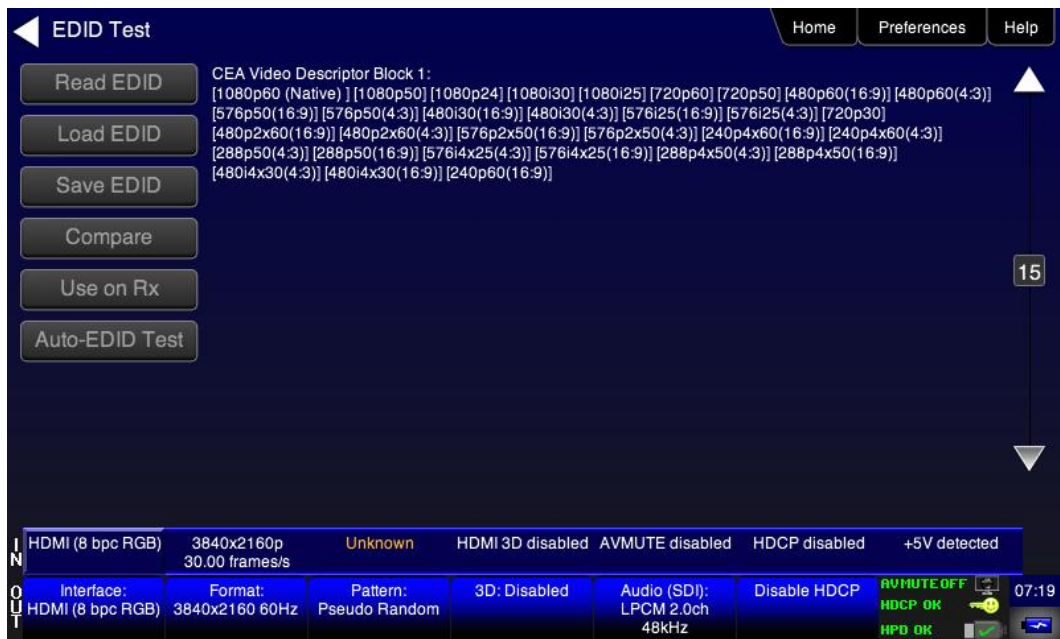 EDID Test
Home
Preferences
Help
Read EDID
Load EDID
Save EDID
Compare
Use on Rx
Auto-EDID Test
CEA Video Descriptor Block 1:
[1080p60 (Native) ] [1080p50] [1080p24] [1080i30] [1080i25] [720p60] [720p50] [480p60(16:9)] [480p60(4:3)]
[576p50(16:9)] [576p50(4:3)] [480i30(16:9)] [480i30(4:3)] [576i25(16:9)] [576i25(4:3)] [720p30]
[480p2x60(16:9)] [480p2x60(4:3)] [576p2x50(16:9)] [576p2x50(4:3)] [240p4x60(16:9)] [240p4x60(4:3)]
[288p50(4:3)] [288p50(16:9)] [576i4x25(4:3)] [576i4x25(16:9)] [288p4x50(4:3)] [288p4x50(16:9)]
[480i4x30(4:3)] [480i4x30(16:9)] [240p60(16:9)]
15
IN
HDMI (8 bpc RGB)
3840x2160p
30.00 frames/s
Unknown
HDMI 3D disabled
AVMUTE disabled
HDCP disabled
+5V detected
OUT
Interface:
HDMI (8 bpc RGB)
Format:
3840x2160 60Hz
Pattern:
Pseudo Random
3D: Disabled
Audio (SDI):
LPCM 2.0ch
48kHz
Disable HDCP
AVMUTEOFF
HDCP OK
HPD OK
07:19